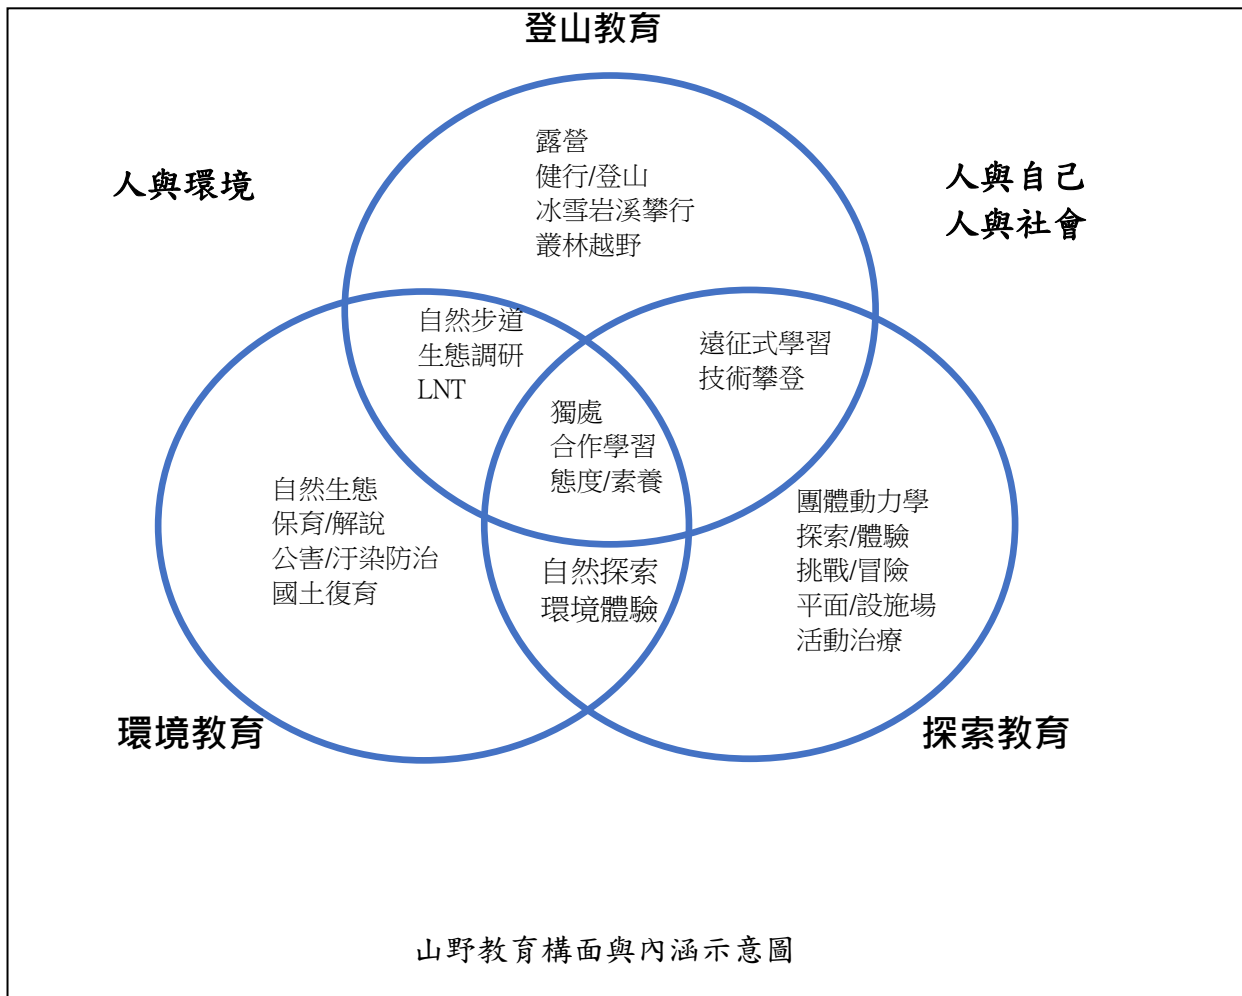 登山教育
人與環境
人與自己
人與社會
露營
健行/登山
冰雪岩溪攀行
叢林越野
自然步道
生態調研
LNT
遠征式學習
技術攀登
獨處
合作學習
態度/素養
自然生態
保育/解說
公害/汙染防治
國土復育
自然探索
環境體驗
團體動力學
探索/體驗
挑戰/冒險
平面/設施場
活動治療
環境教育
探索教育
山野教育構面與內涵示意圖